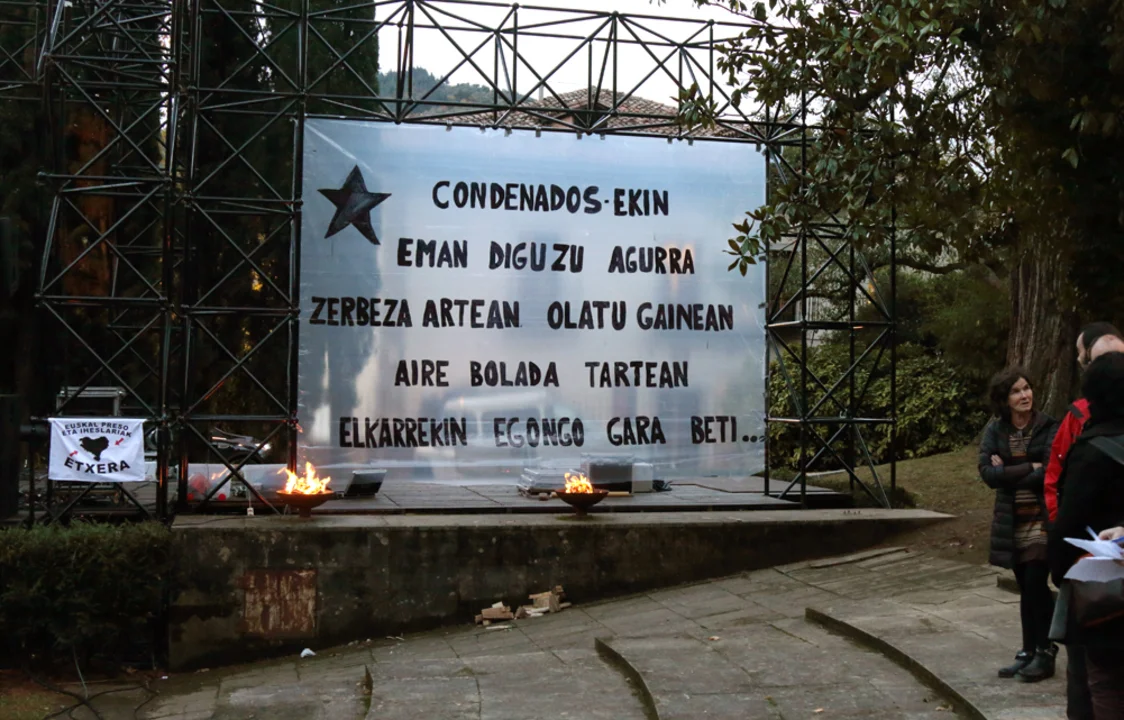 CONDENADOS-EKIN
EMAN DIGUZU AGURRA
ZERBEZA ARTEAN OLATU GAINEAN
AIRE BOLADA TARTEAN
ELKARREKIN EGONGO GARA BETI...
EUSKAL PRESO
ETA IHESLARIAK
ETXERA